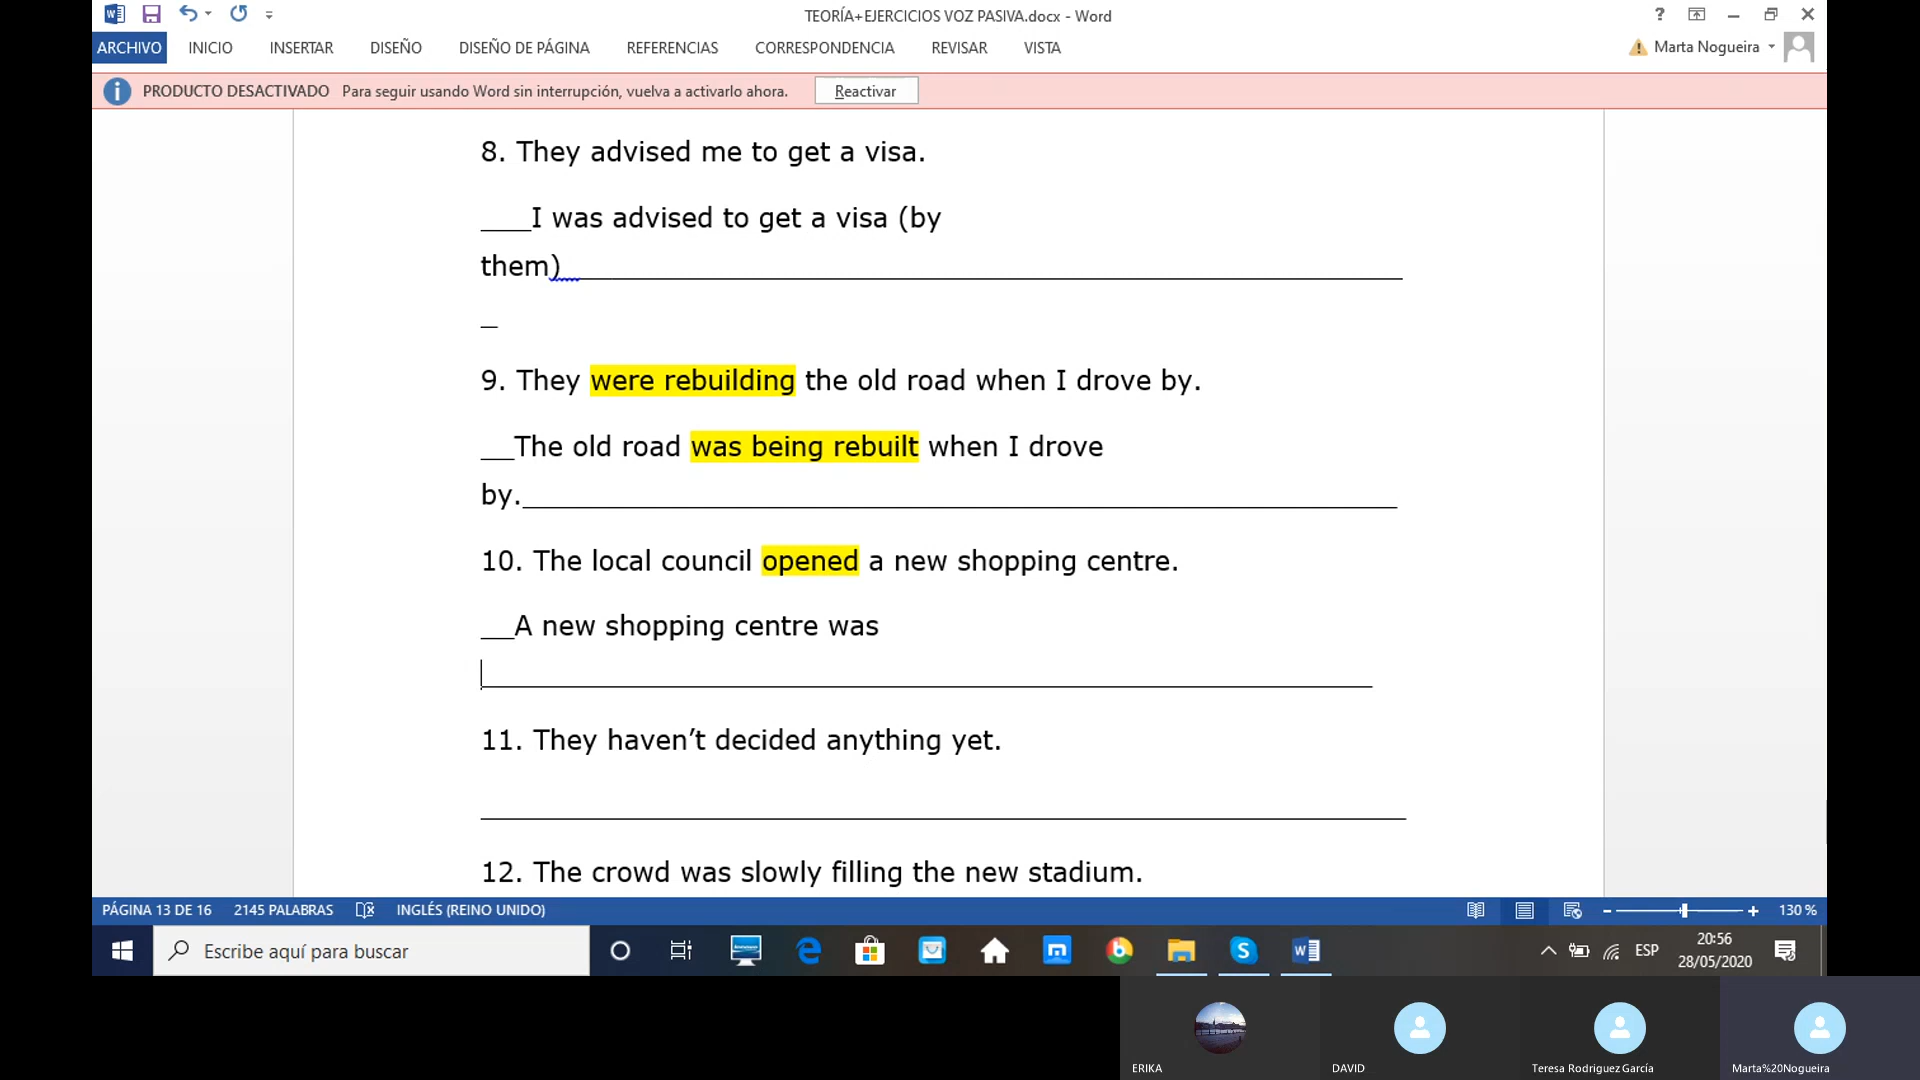 TEORÍA+EJERCICIOS VOZ PASIVA.docx - Word
?
ARCHIVO INICIO INSERTAR DISEÑO DISEÑO DE PÁGINA REFERENCIAS CORRESPONDENCIA REVISAR VISTA Marta Nogueira
PRODUCTO DESACTIVADO Para seguir usando Word sin interrupción, vuelva a activarlo ahora. Reactivar
8. They advised me to get a visa.
___I was advised to get a visa (by
them)__________________________________________________
_
9. They were rebuilding the old road when I drove by.
__The old road was being rebuilt when I drove
by.____________________________________________________
10. The local council opened a new shopping centre.
__A new shopping centre was
_____________________________________________________
11. They haven’t decided anything yet.
_______________________________________________________
12. The crowd was slowly filling the new stadium.
PÁGINA 13 DE 16 2145 PALABRAS INGLÉS (REINO UNIDO) 130 %
Escribe aquí para buscar ESP 20:56
28/05/2020
ERIKA DAVID Teresa Rodriguez García Marta%20Nogueira